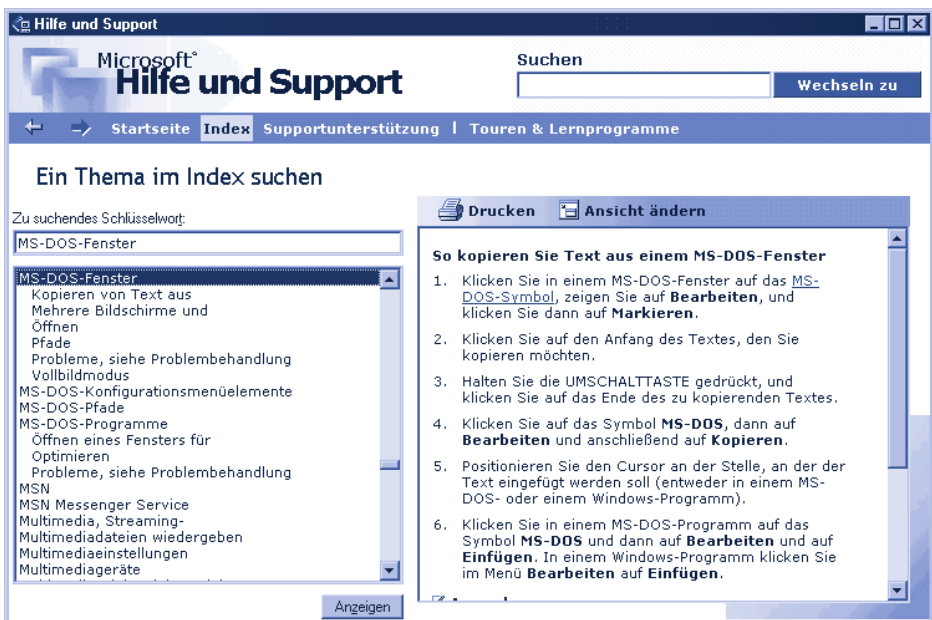 Hilfe und Support
Microsoft°
Hilfe und Support
Suchen
Wechseln zu
Startseite Index Supportunterstützung | Touren & Lernprogramme
Ein Thema im Index suchen
Zu suchendes Schlüsselwort:
MS-DOS-Fenster
MS-DOS-Fenster
Kopieren von Text aus
Mehrere Bildschirme und
Öffnen
Pfade
Probleme, siehe Problembehandlung
Vollbildmodus
MS-DOS-Konfigurationsmenüelemente
MS-DOS-Pfade
MS-DOS-Programme
Öffnen eines Fensters für
Optimieren
Probleme, siehe Problembehandlung
MSN
MSN Messenger Service
Multimedia, Streaming-
Multimediadateien wiedergeben
Multimediaeinstellungen
Multimediageräte
Anzeigen
Drucken Ansicht ändern
So kopieren Sie Text aus einem MS-DOS-Fenster
1. Klicken Sie in einem MS-DOS-Fenster auf das MS-
DOS-Symbol, zeigen Sie auf Bearbeiten, und
klicken Sie dann auf Markieren.
2. Klicken Sie auf den Anfang des Textes, den Sie
kopieren möchten.
3. Halten Sie die UMSCHALTTASTE gedrückt, und
klicken Sie auf das Ende des zu kopierenden Textes.
4. Klicken Sie auf das Symbol MS-DOS, dann auf
Bearbeiten und anschließend auf Kopieren.
5. Positionieren Sie den Cursor an der Stelle, an der der
Text eingefügt werden soll (entweder in einem MS-
DOS- oder einem Windows-Programm).
6. Klicken Sie in einem MS-DOS-Programm auf das
Symbol MS-DOS und dann auf Bearbeiten und auf
Einfügen. In einem Windows-Programm klicken Sie
im Menü Bearbeiten auf Einfügen.